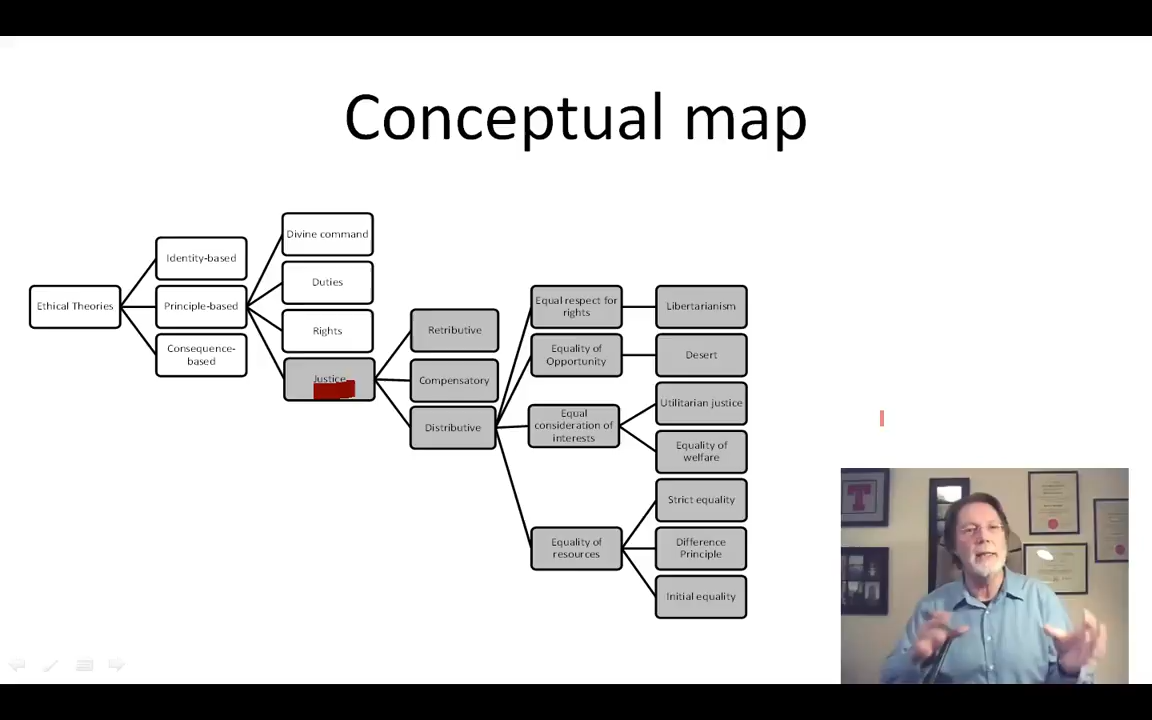 Conceptual map
Ethical Theories
Identity-based
Principle-based
Consequence-
based
Divine command
Duties
Rights
Justice
Retributive
Compensatory
Distributive
Equal respect for
rights
Equality of
Opportunity
Equal
consideration of
interests
Equality of
resources
Libertarianism
Desert
Utilitarian justice
Equality of
welfare
Strict equality
Difference
Principle
Initial equality
T